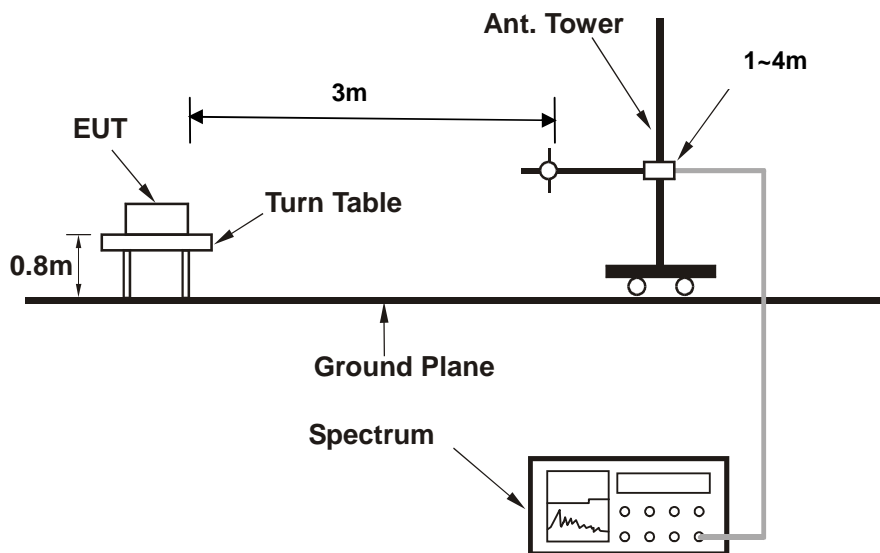 Ant. Tower
1~4m
3m
EUT
Turn Table
0.8m
Ground Plane
Spectrum